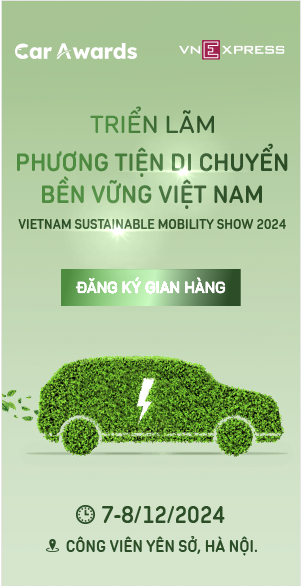 Car Awards
VNEXPRESS
TRIỂN LÃM
PHƯƠNG TIỆN DI CHUYỂN
BỀN VỮNG VIỆT NAM
VIETNAM SUSTAINABLE MOBILITY SHOW 2024
ĐĂNG KÝ GIAN HÀNG
7-8/12/2024
CÔNG VIÊN YÊN SỞ, HÀ NỘI.